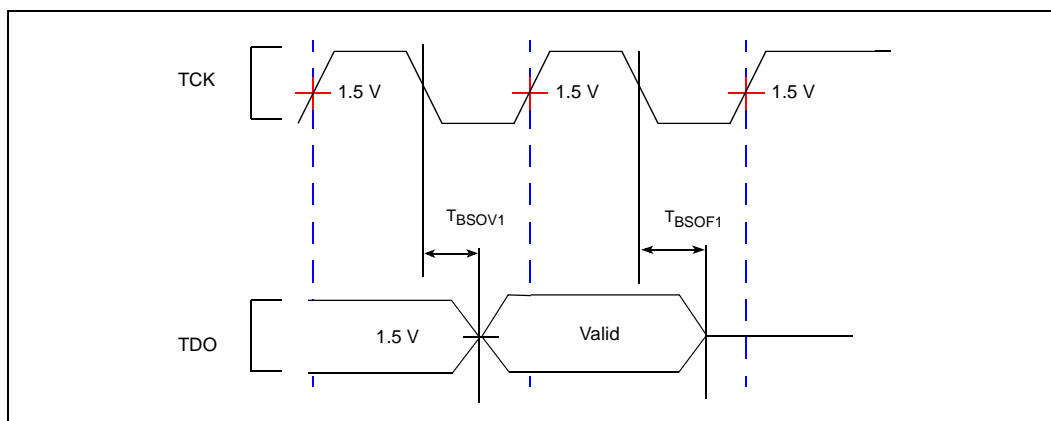 TCK
1.5 V
1.5 V
1.5 V
TBSOV1
TBSOF1
TDO
1.5 V
Valid